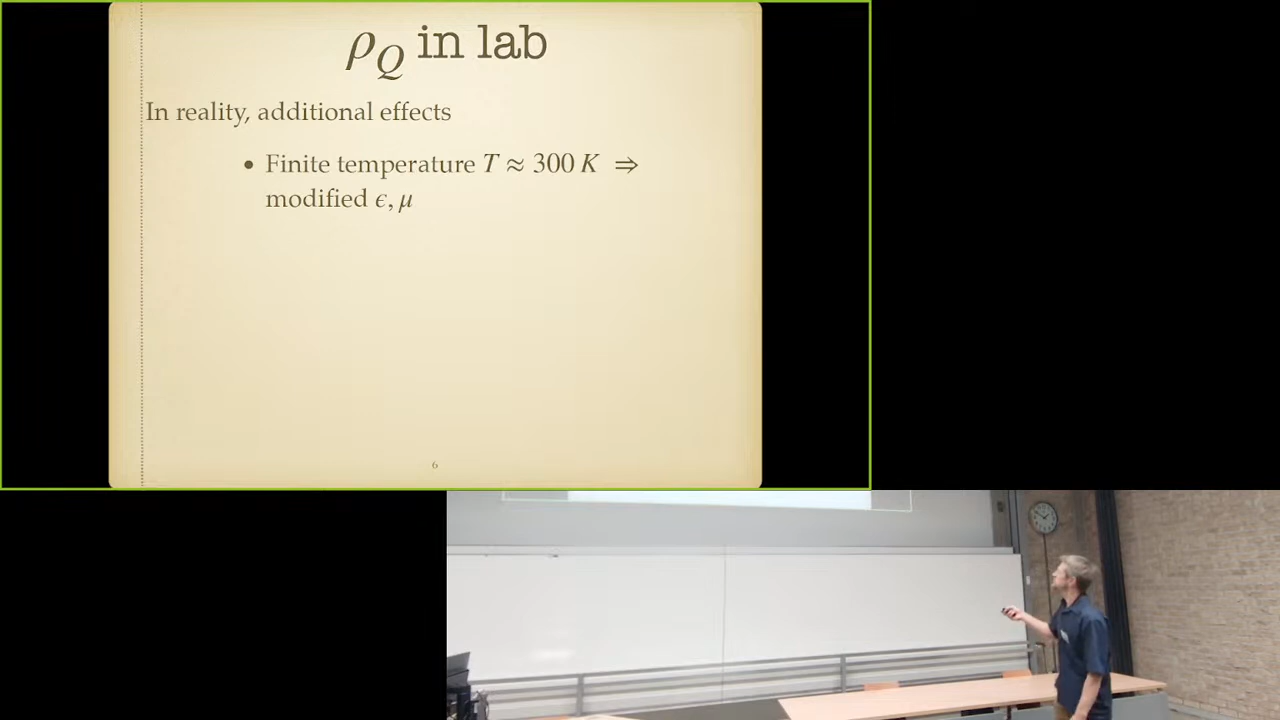 ρ_Q in lab
In reality, additional effects
• Finite temperature T ≈ 300 K ⇒
modified ϵ, μ
6